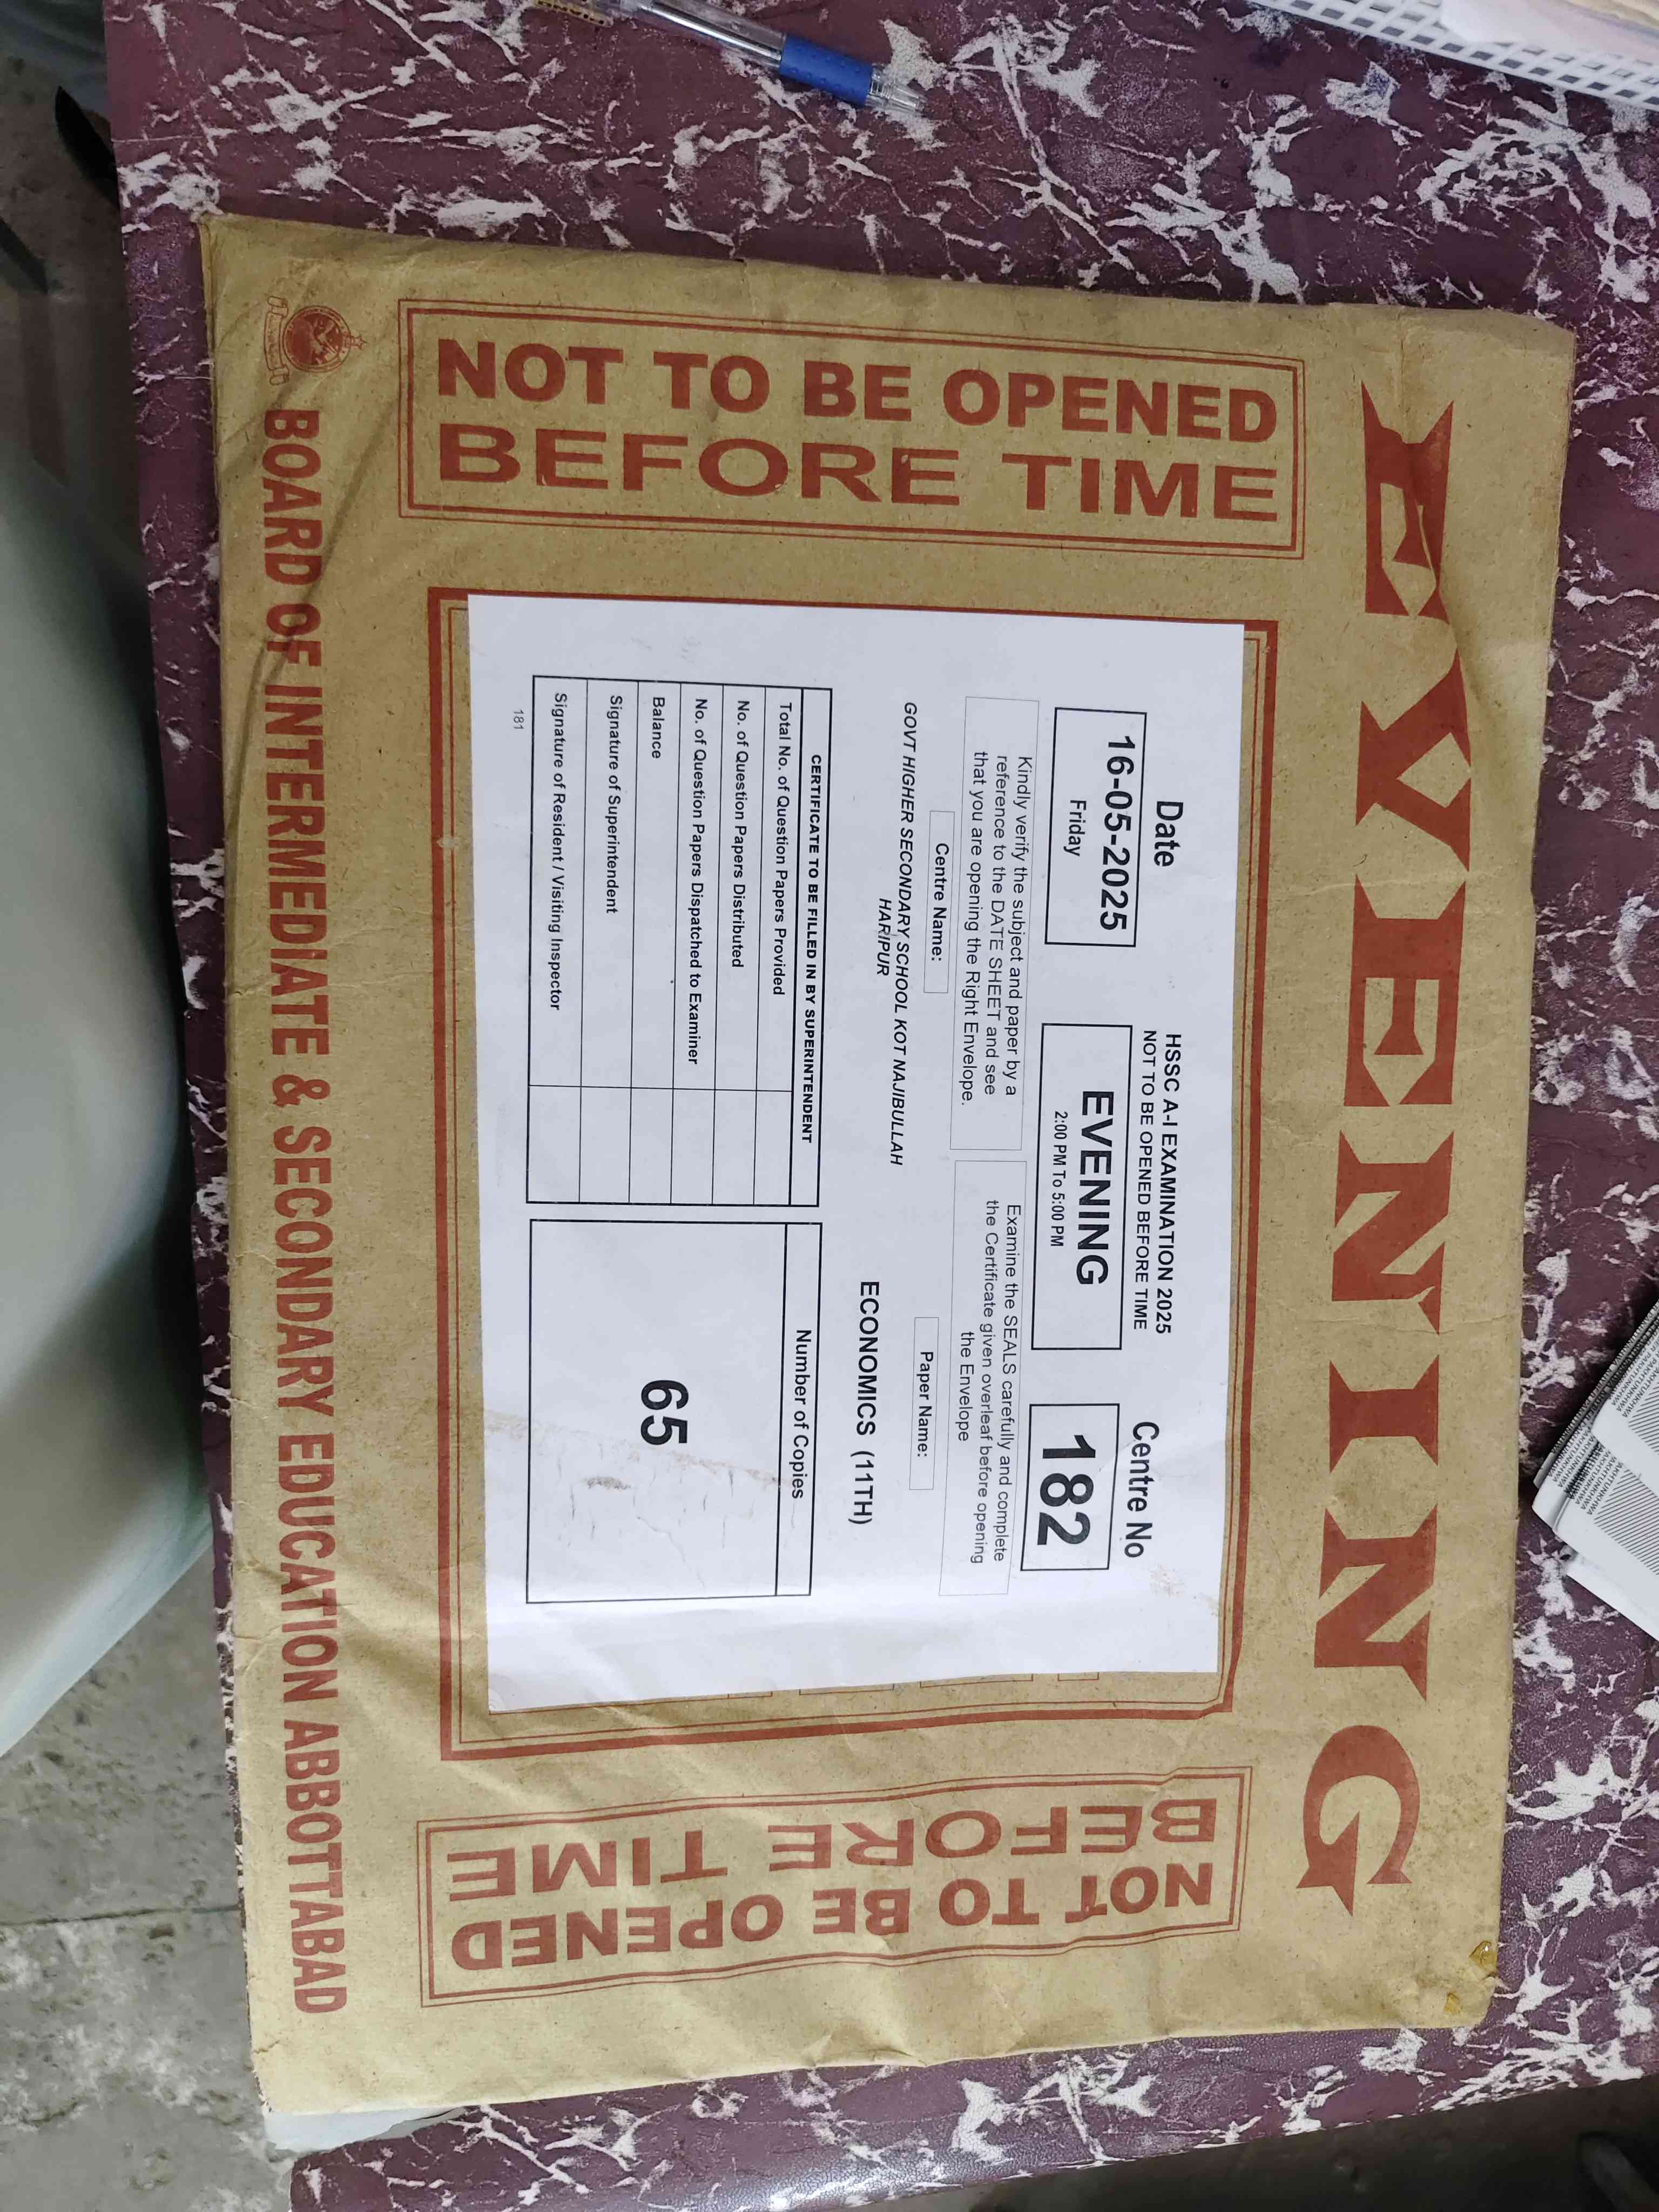 EVENING
NOT TO BE OPENED
BEFORE TIME
Date
16-05-2025
Friday
HSSC A-I EXAMINATION 2025
NOT TO BE OPENED BEFORE TIME
EVENING
2:00 PM To 5:00 PM
Centre No
182
Kindly verify the subject and paper by a
reference to the DATE SHEET and see
that you are opening the Right Envelope.
Examine the SEALS carefully and complete
the Certificate given overleaf before opening
the Envelope
Centre Name:
GOVT HIGHER SECONDARY SCHOOL KOT NAJIBULLAH
HARIPUR
Paper Name:
ECONOMICS (11TH)
CERTIFICATE TO BE FILLED IN BY SUPERINTENDENT
Total No. of Question Papers Provided
No. of Question Papers Distributed
No. of Question Papers Dispatched to Examiner
Balance
Signature of Superintendent
Signature of Resident / Visiting Inspector
Number of Copies
65
181
NOT TO BE OPENED
BEFORE TIME
BOARD OF INTERMEDIATE & SECONDARY EDUCATION ABBOTTABAD